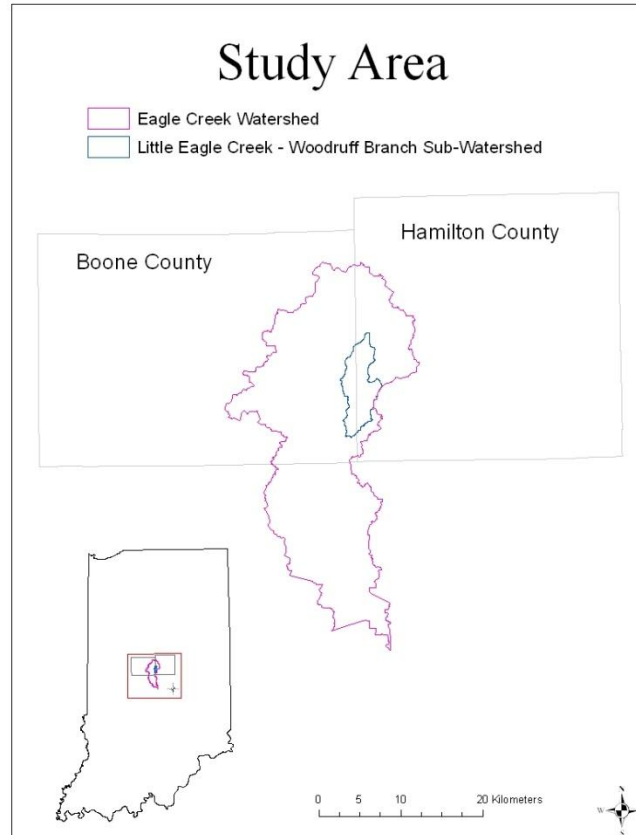 Study Area
Eagle Creek Watershed
Little Eagle Creek - Woodruff Branch Sub-Watershed
Hamilton County
Boone County
0 5 10 20 Kilometers
N
W E
S